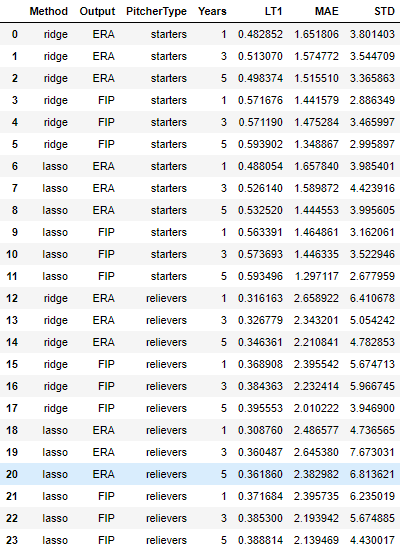 Method Output PitcherType Years LT1 MAE STD
0 ridge ERA starters 1 0.482852 1.651806 3.801403
1 ridge ERA starters 3 0.513070 1.574772 3.544709
2 ridge ERA starters 5 0.498374 1.515510 3.365863
3 ridge FIP starters 1 0.571676 1.441579 2.886349
4 ridge FIP starters 3 0.571190 1.475284 3.465997
5 ridge FIP starters 5 0.593902 1.348867 2.995897
6 lasso ERA starters 1 0.488054 1.657840 3.985401
7 lasso ERA starters 3 0.526140 1.589872 4.423916
8 lasso ERA starters 5 0.532520 1.444553 3.995605
9 lasso FIP starters 1 0.563391 1.464861 3.162061
10 lasso FIP starters 3 0.573693 1.446335 3.522946
11 lasso FIP starters 5 0.593496 1.297117 2.677959
12 ridge ERA relievers 1 0.316163 2.658922 6.410678
13 ridge ERA relievers 3 0.326779 2.343201 5.054242
14 ridge ERA relievers 5 0.346361 2.210841 4.782853
15 ridge FIP relievers 1 0.368908 2.395542 5.674713
16 ridge FIP relievers 3 0.384363 2.232414 5.966745
17 ridge FIP relievers 5 0.395553 2.010222 3.946900
18 lasso ERA relievers 1 0.308760 2.486577 4.736565
19 lasso ERA relievers 3 0.360487 2.645380 7.673031
20 lasso ERA relievers 5 0.361860 2.382982 6.813621
21 lasso FIP relievers 1 0.371684 2.395735 6.235019
22 lasso FIP relievers 3 0.385300 2.193942 5.674885
23 lasso FIP relievers 5 0.388814 2.139469 4.430017